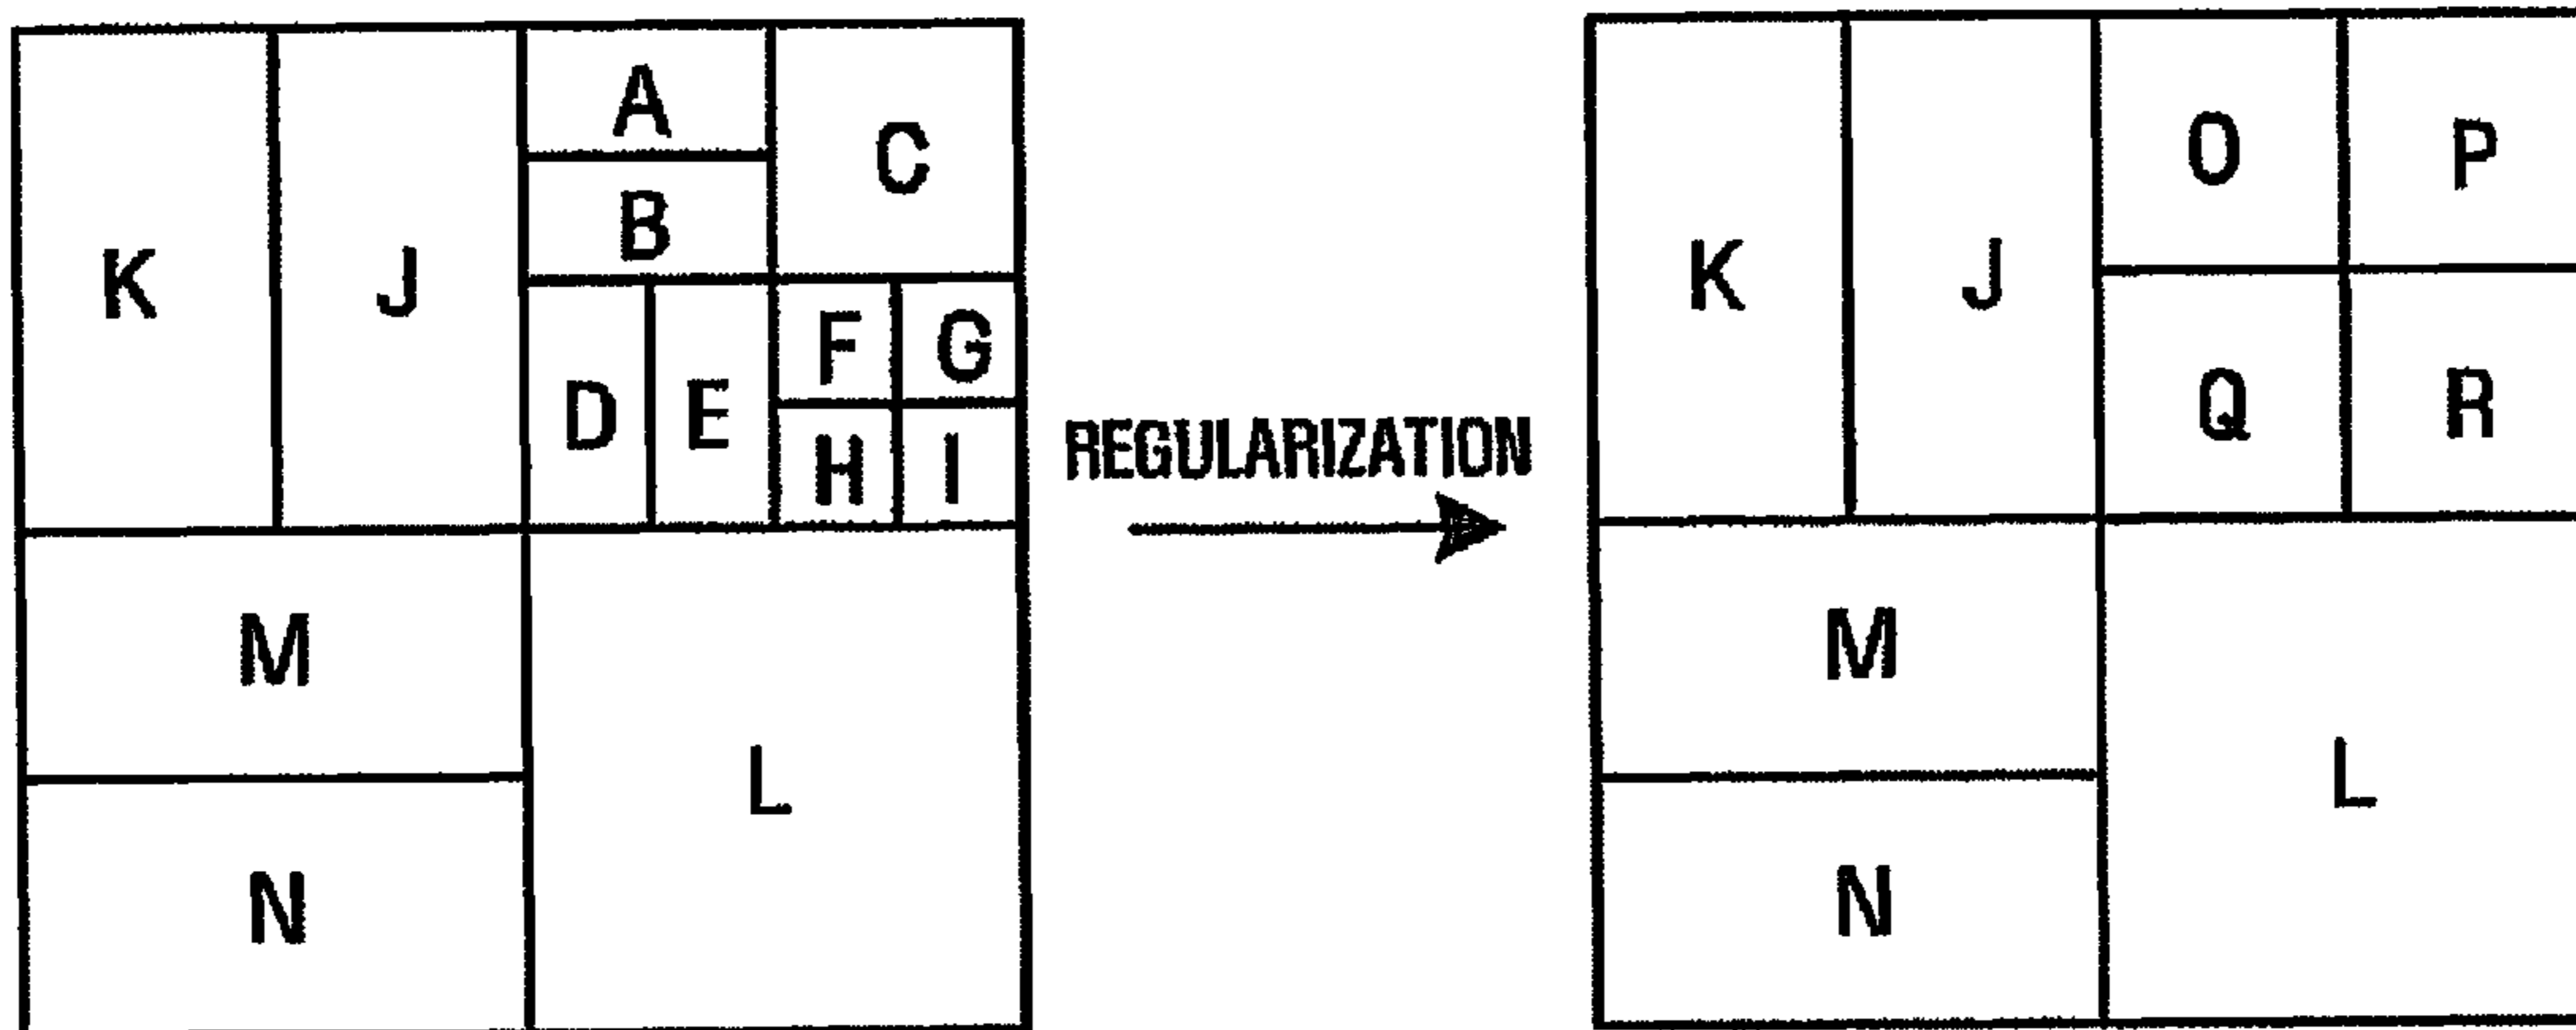 K J A C
B
D E F G
H I
M
L
N
REGULARIZATION
K J O P
Q R
M
L
N